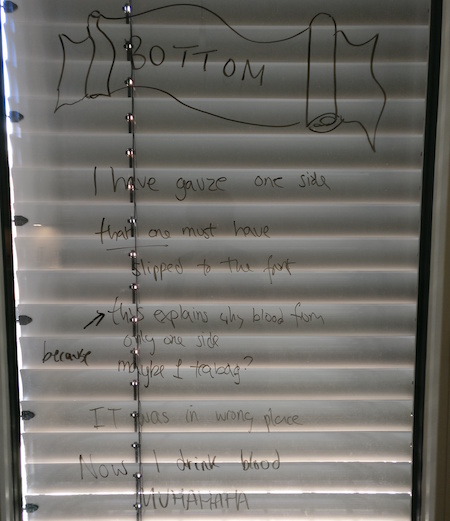 BOTTOM
I have gauze one side
that one must have
slipped to the front
this explains why blood from
only one side
because
maybe I teabag?
IT was in wrong place
Now I drink blood
MUHAHAHA